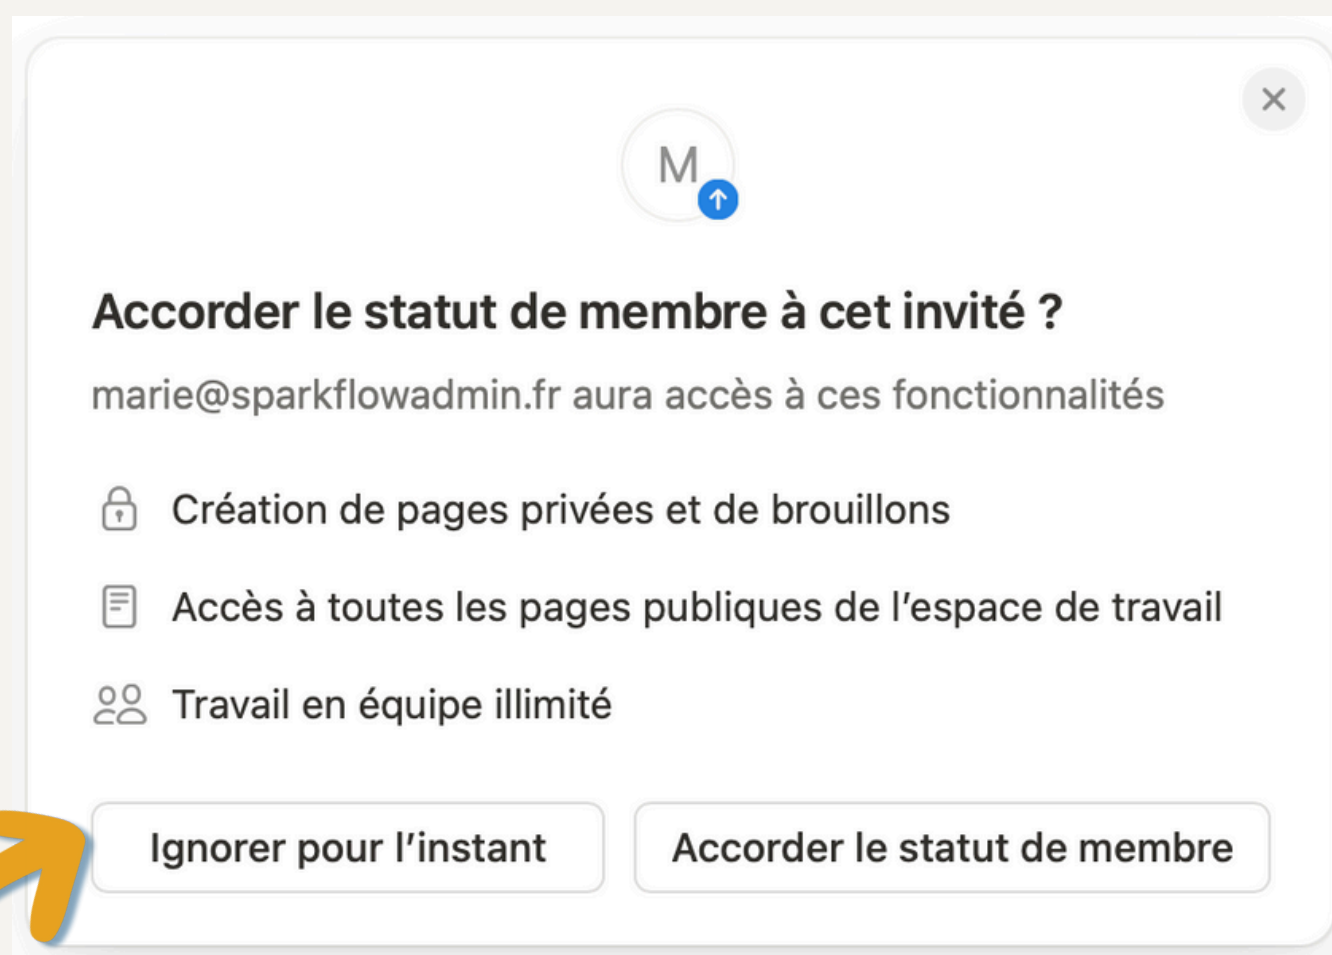 M
Accorder le statut de membre à cet invité ?
marie@sparkflowadmin.fr aura accès à ces fonctionnalités
Création de pages privées et de brouillons
Accès à toutes les pages publiques de l’espace de travail
Travail en équipe illimité
Ignorer pour l’instant
Accorder le statut de membre